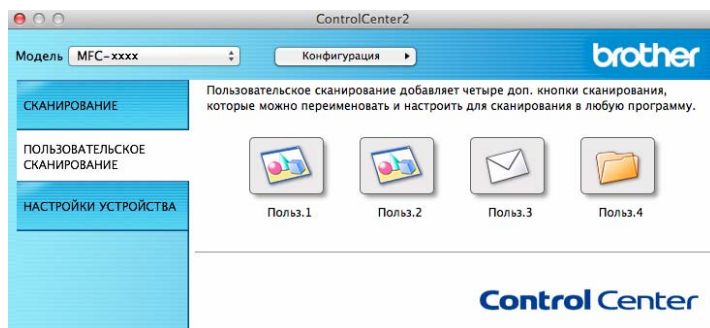 ControlCenter2
Модель MFC-xxxx Конфигурация brother
Пользовательское сканирование добавляет четыре доп. кнопки сканирования,
которые можно переименовать и настроить для сканирования в любую программу.
СКАНИРОВАНИЕ
ПОЛЬЗОВАТЕЛЬСКОЕ
СКАНИРОВАНИЕ
НАСТРОЙКИ УСТРОЙСТВА
Польз.1 Польз.2 Польз.3 Польз.4
Control Center